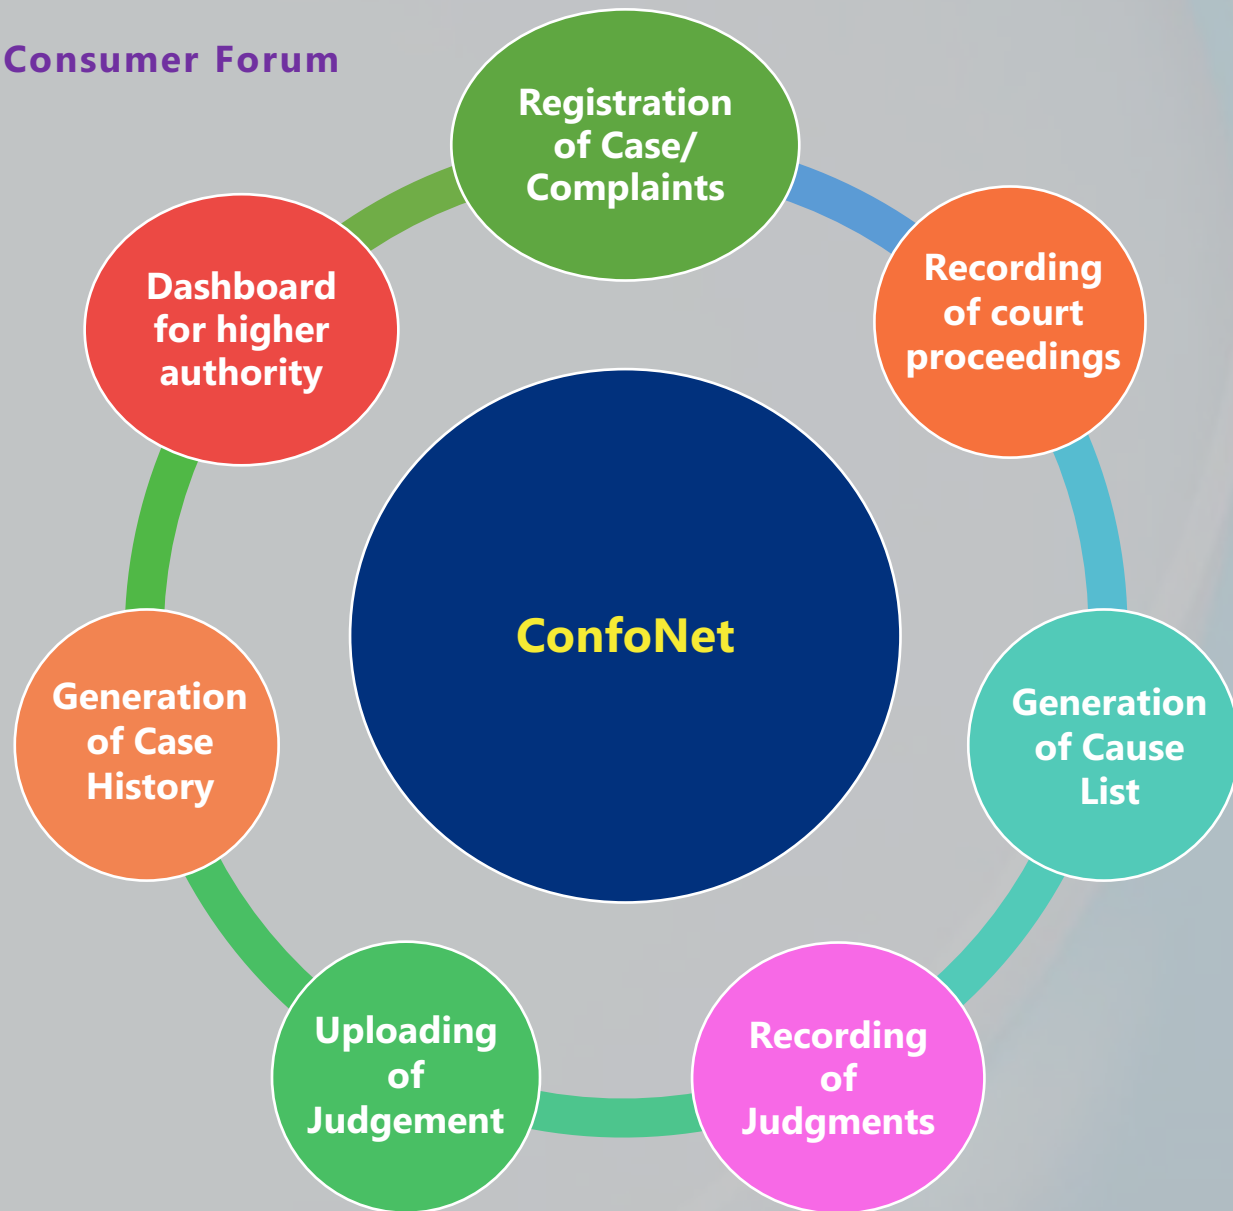 Consumer Forum
Registration
of Case/
Complaints
Recording
of court
proceedings
Generation
of Cause
List
Recording
of
Judgments
Uploading
of
Judgement
Generation
of Case
History
Dashboard
for higher
authority
ConfoNet